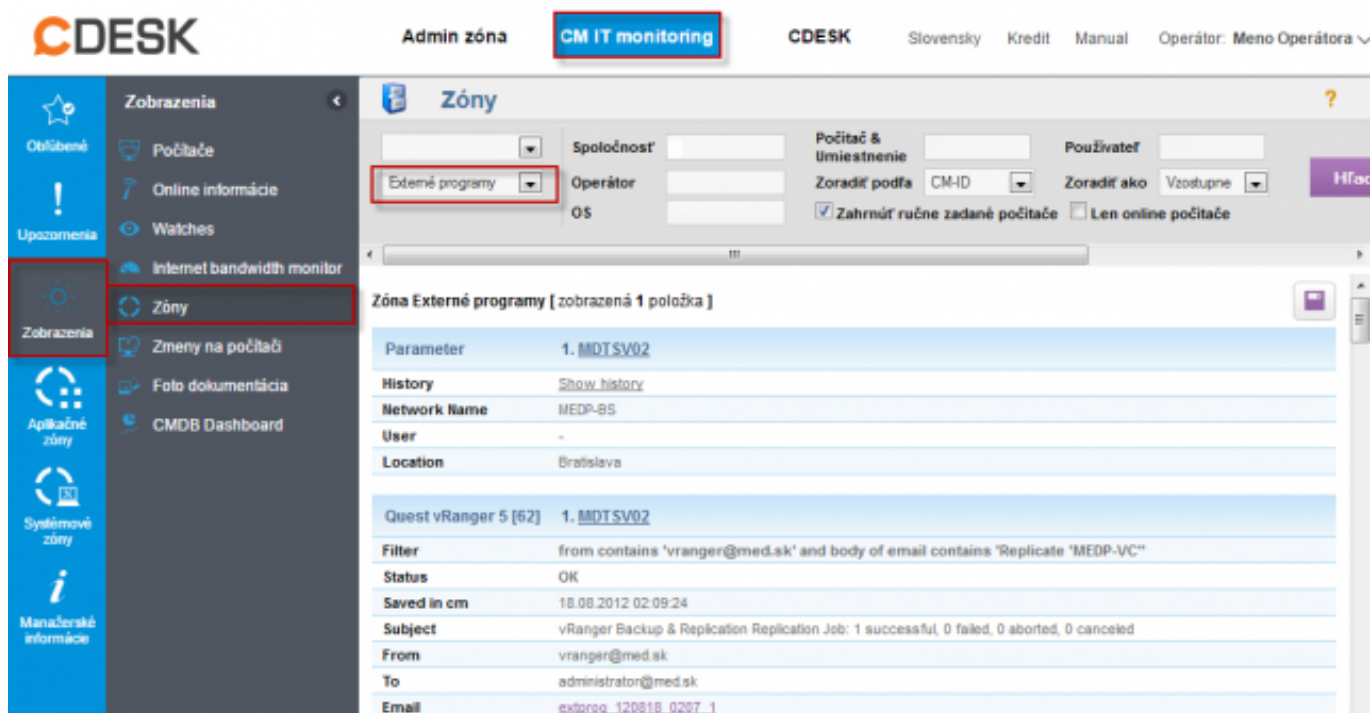 CDESK
Admin zóna CM IT monitoring CDESK Slovensky Kredit Manual Operátor: Meno Operátora
Obľúbené
Upozornenia
Zobrazenia
Aplikačné
zóny
Systémové
zóny
Manažerské
informácie
Zobrazenia
Počítače
Online informácie
Watches
Internet bandwidth monitor
Zóny
Zmeny na počítači
Foto dokumentácia
CMDB Dashboard
Zóny ?
Spoločnosť
Počítač &
Umiestnenie
Používateľ
Externé programy
Operátor
Zoradiť podľa CM-ID
Zoradiť ako Vzostupne
OS
Zahrnúť ručne zadané počítače
Len online počítače
Zóna Externé programy [ zobrazená 1 položka ]
Parameter 1. MDTSV02
History Show history
Network Name MEDP-BS
User -
Location Bratislava
Quest vRanger 5 [62] 1. MDTSV02
Filter from contains 'vranger@med.sk' and body of email contains 'Replicate 'MEDP-VC''
Status OK
Saved in cm 18.08.2012 02:09:24
Subject vRanger Backup & Replication Replication Job: 1 successful, 0 failed, 0 aborted, 0 canceled
From vranger@med.sk
To administrator@med.sk
Email extprog_120818_0207_1